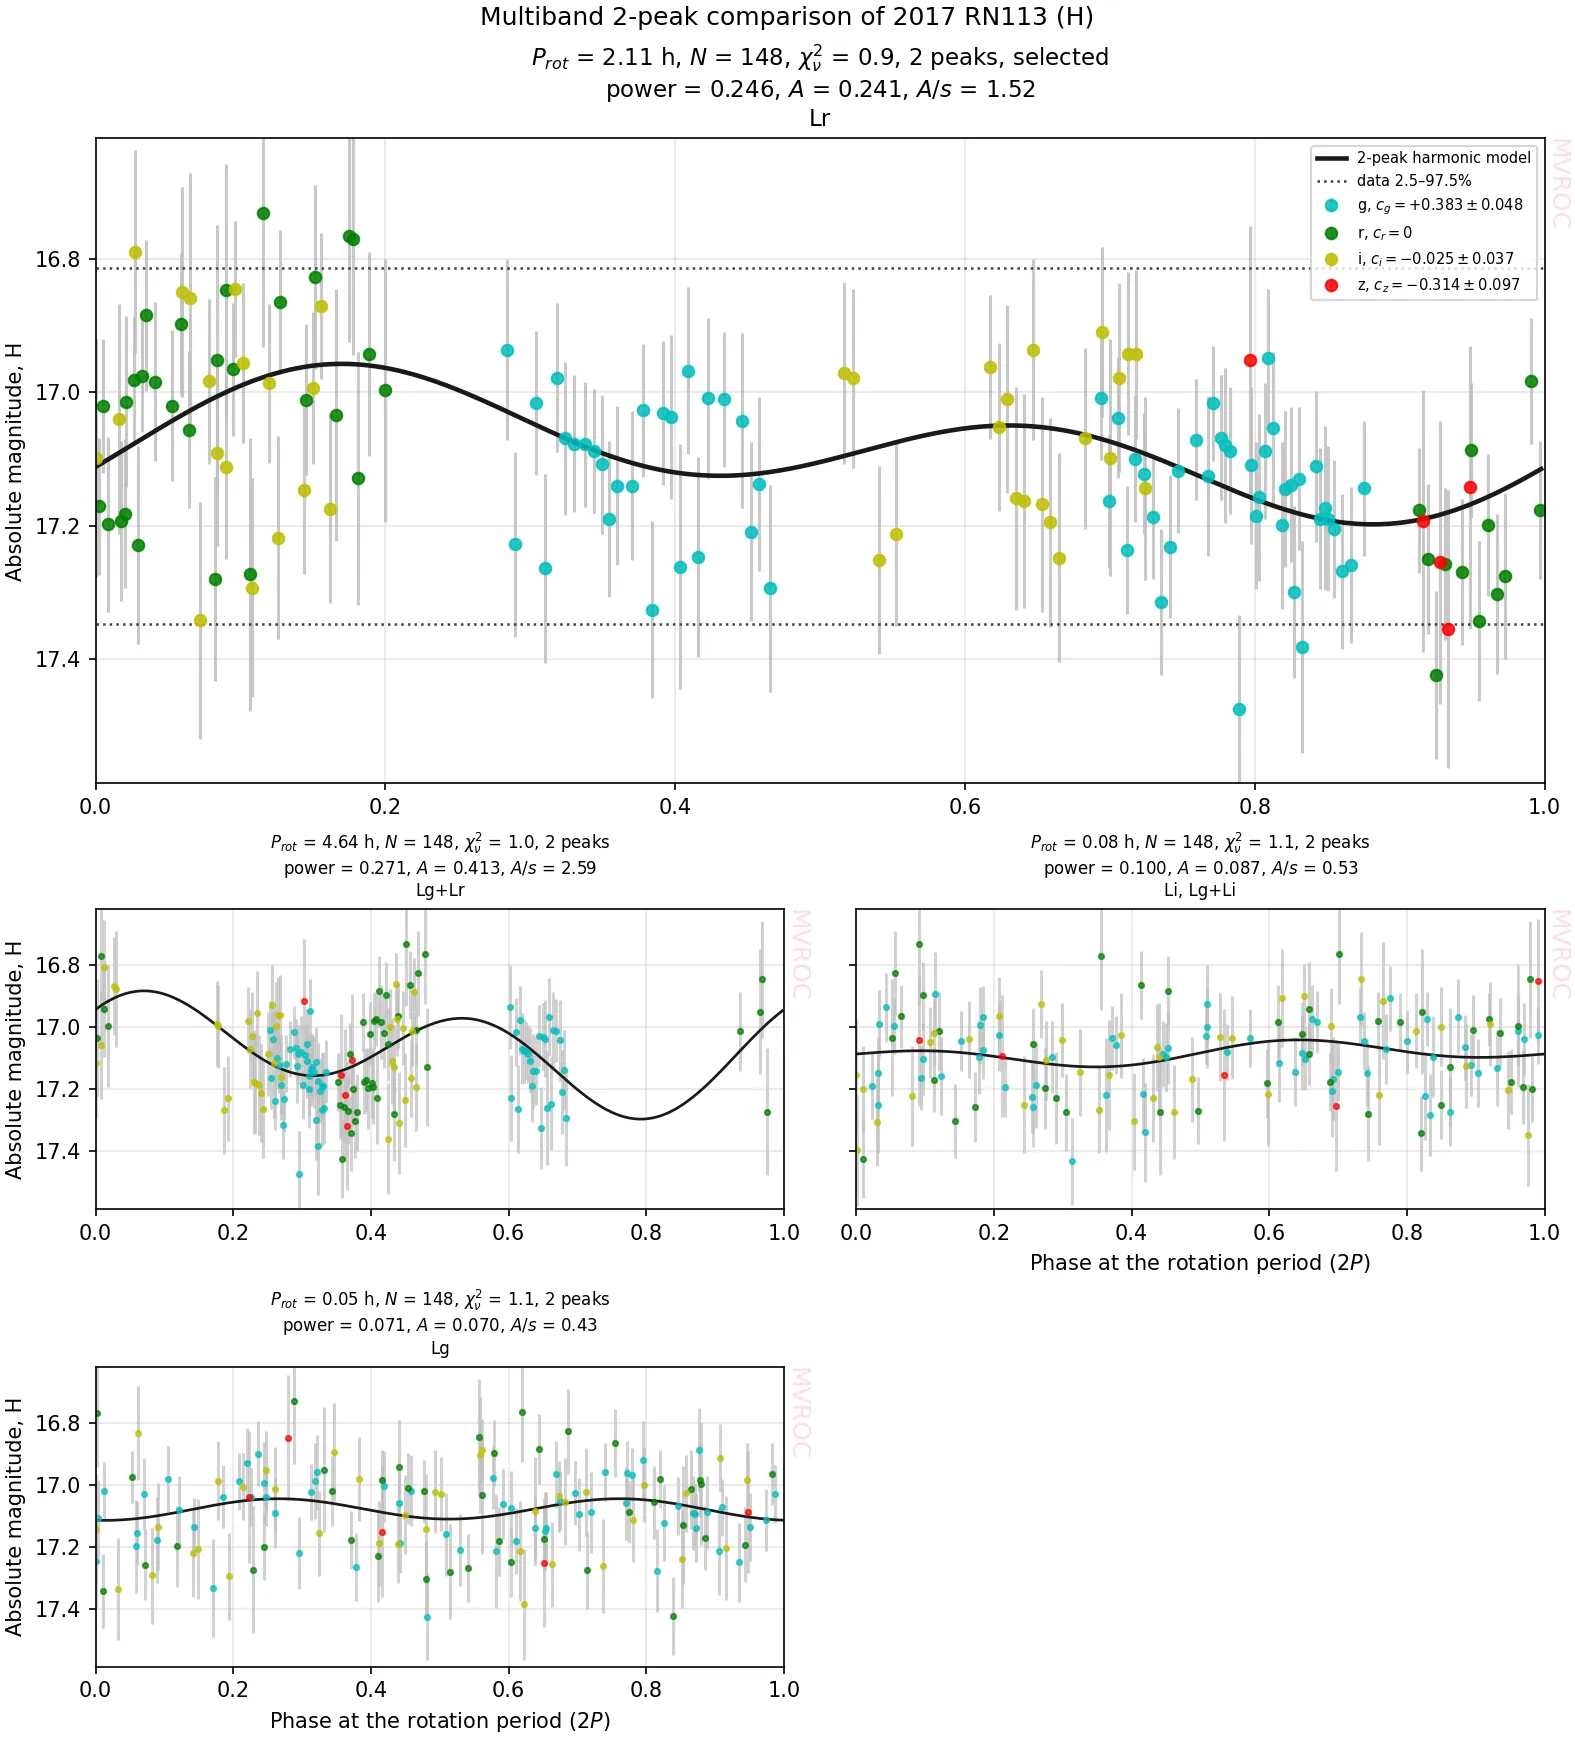 Multiband 2-peak comparison of 2017 RN113 (H)
P_rot = 2.11 h, N = 148, χ²_ν = 0.9, 2 peaks, selected
power = 0.246, A = 0.241, A/s = 1.52
Lr
MVROC
2-peak harmonic model
data 2.5–97.5%
g, c_g = +0.383 ± 0.048
r, c_r = 0
i, c_i = −0.025 ± 0.037
z, c_z = −0.314 ± 0.097
Absolute magnitude, H
16.8
17.0
17.2
17.4
0.0 0.2 0.4 0.6 0.8 1.0
P_rot = 4.64 h, N = 148, χ²_ν = 1.0, 2 peaks
power = 0.271, A = 0.413, A/s = 2.59
Lg+Lr
MVROC
Absolute magnitude, H
16.8
17.0
17.2
17.4
0.0 0.2 0.4 0.6 0.8 1.0
P_rot = 0.08 h, N = 148, χ²_ν = 1.1, 2 peaks
power = 0.100, A = 0.087, A/s = 0.53
Li, Lg+Li
MVROC
0.0 0.2 0.4 0.6 0.8 1.0
Phase at the rotation period (2P)
P_rot = 0.05 h, N = 148, χ²_ν = 1.1, 2 peaks
power = 0.071, A = 0.070, A/s = 0.43
Lg
MVROC
Absolute magnitude, H
16.8
17.0
17.2
17.4
0.0 0.2 0.4 0.6 0.8 1.0
Phase at the rotation period (2P)